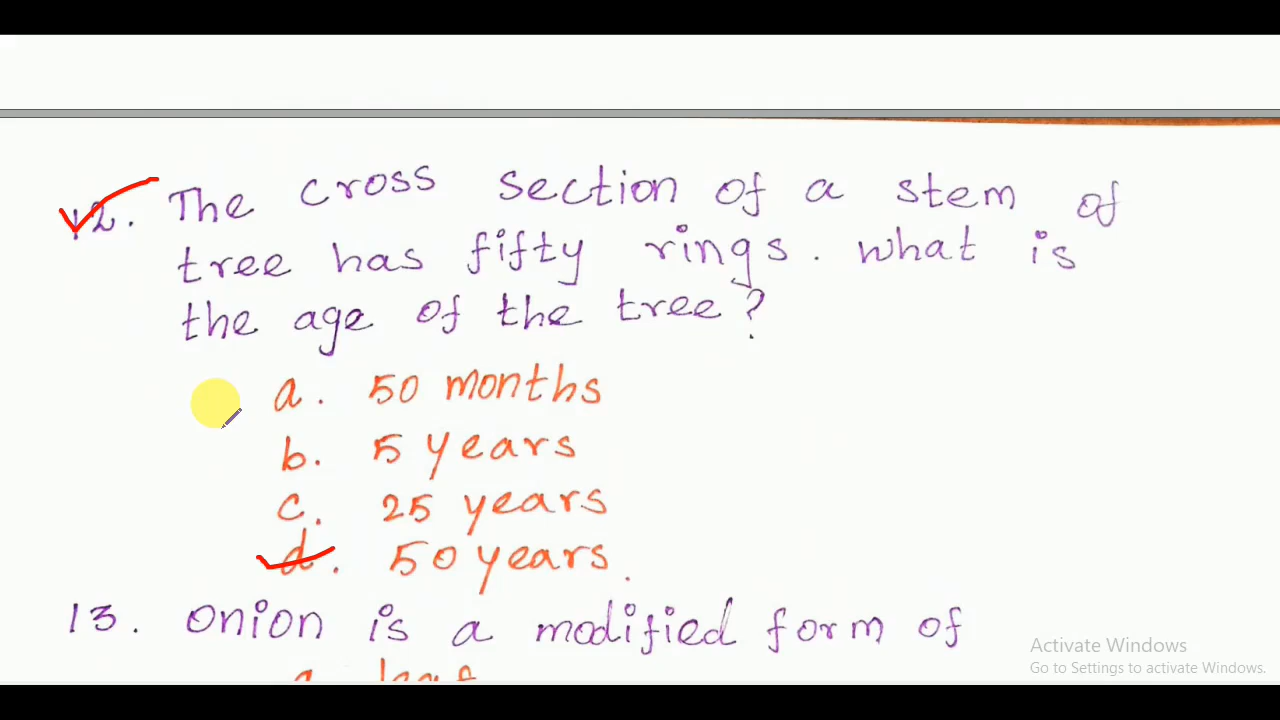 12. The cross section of a stem of
tree has fifty rings. what is
the age of the tree?
a. 50 months
b. 5 years
c. 25 years
d. 50 years.
13. onion is a modified form of
Activate Windows
Go to Settings to activate Windows.